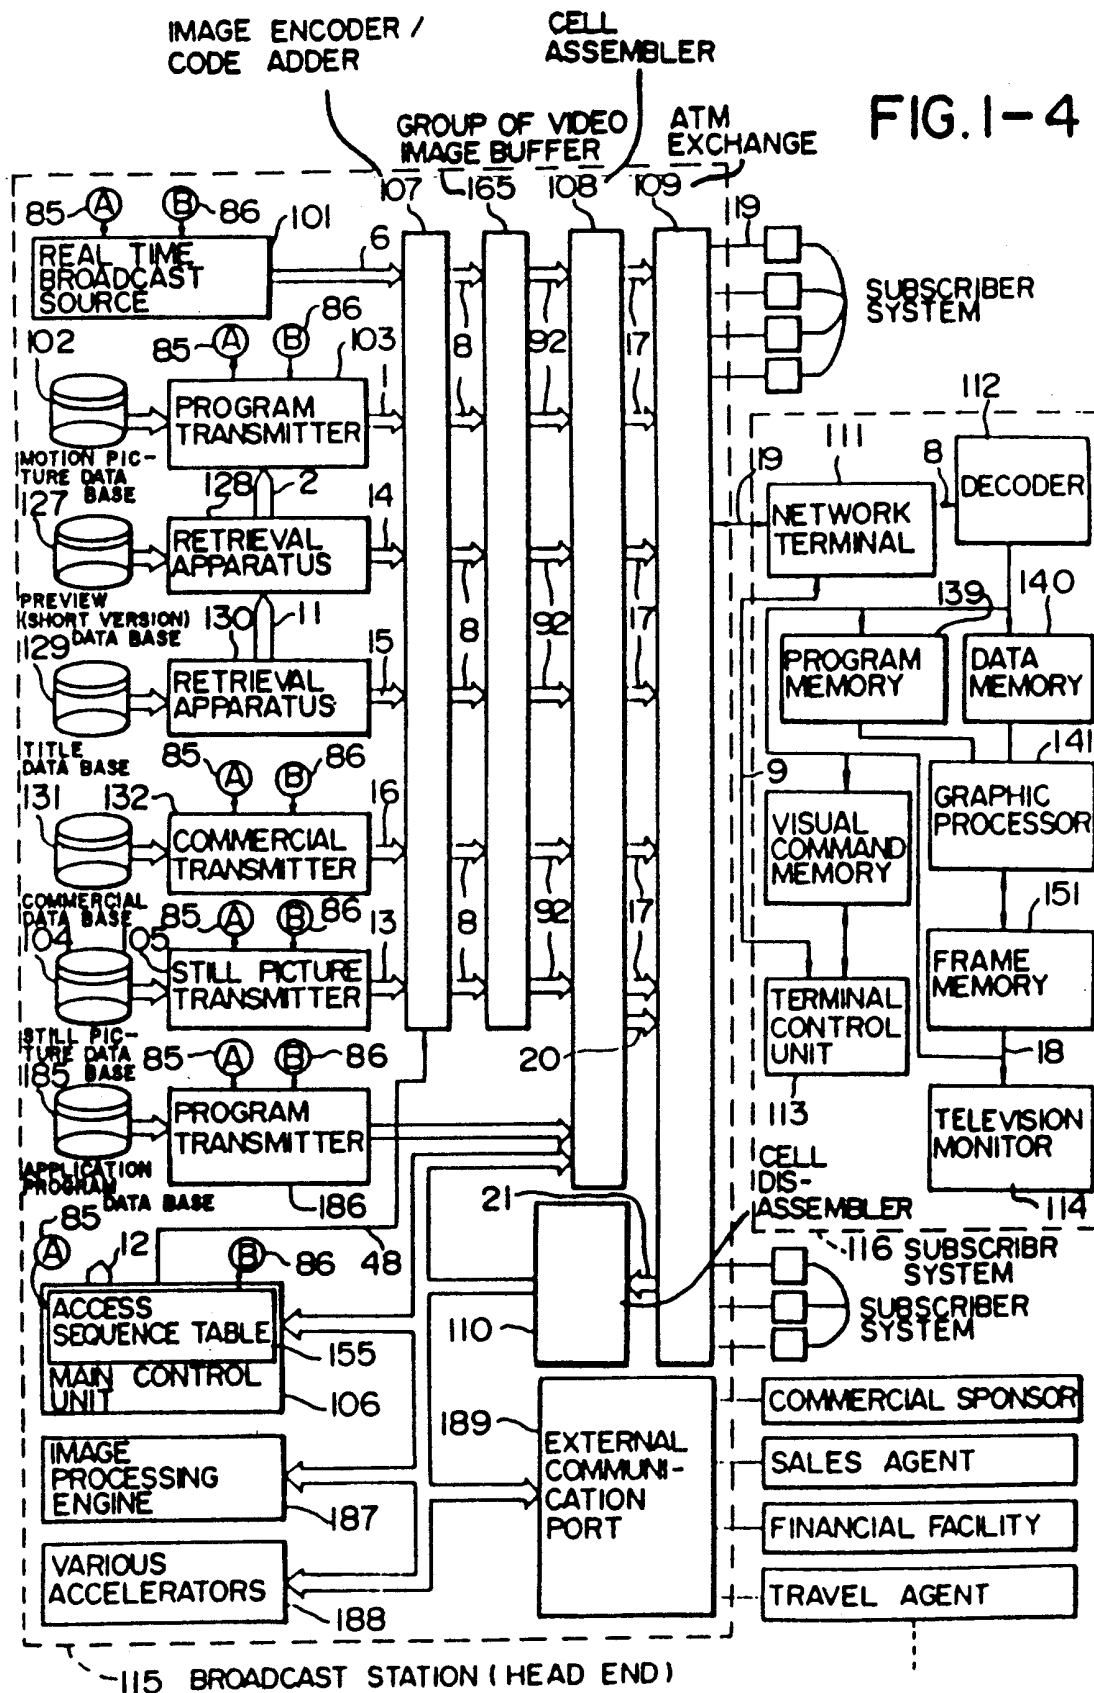 IMAGE ENCODER /
CODE ADDER
CELL
ASSEMBLER
FIG. 1-4
GROUP OF VIDEO
IMAGE BUFFER
ATM
EXCHANGE
107
165
108
109
85 A
B 86
101
REAL TIME
BROADCAST
SOURCE
6
19
SUBSCRIBER
SYSTEM
102
85 A
B
86
103
PROGRAM
TRANSMITTER
1
8
92
17
MOTION PIC-
TURE DATA
BASE
127
128
2
RETRIEVAL
APPARATUS
14
8
92
PREVIEW
(SHORT VERSION)
DATA BASE
129
130
11
RETRIEVAL
APPARATUS
15
8
92
17
TITLE
DATA BASE
131
132
85 A
B 86
COMMERCIAL
TRANSMITTER
16
8
92
17
COMMERCIAL
DATA BASE
104
105
85 A
B 86
STILL PICTURE
TRANSMITTER
13
8
92
17
20
STILL PIC-
TURE DATA
BASE
185
85 A
B 86
PROGRAM
TRANSMITTER
186
APPLICATION
PROGRAM
DATA BASE
85
A
12
B 86
48
ACCESS
SEQUENCE TABLE
155
MAIN CONTROL
UNIT
106
IMAGE
PROCESSING
ENGINE
187
VARIOUS
ACCELERATORS
188
21
110
CELL
DIS-
ASSEMBLER
189
EXTERNAL
COMMUNI-
CATION
PORT
112
111
19
NETWORK
TERMINAL
8
DECODER
139
140
PROGRAM
MEMORY
DATA
MEMORY
141
9
VISUAL
COMMAND
MEMORY
GRAPHIC
PROCESSOR
151
FRAME
MEMORY
TERMINAL
CONTROL
UNIT
113
18
TELEVISION
MONITOR
114
116 SUBSCRIBR
SYSTEM
SUBSCRIBER
SYSTEM
COMMERCIAL SPONSOR
SALES AGENT
FINANCIAL FACILITY
TRAVEL AGENT
115 BROADCAST STATION (HEAD END)